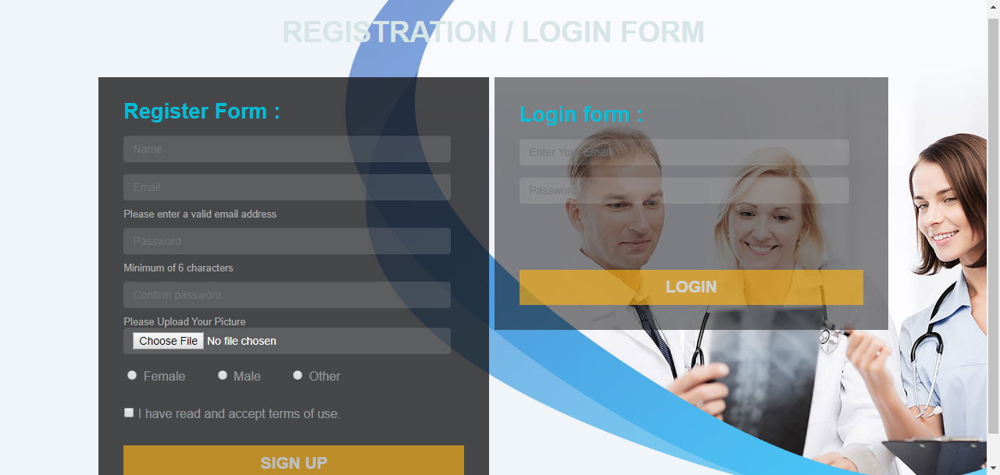 REGISTRATION / LOGIN FORM
Register Form :
Name
Email
Please enter a valid email address
Password
Minimum of 6 characters
Confirm password
Please Upload Your Picture
Choose File No file chosen
Female Male Other
I have read and accept terms of use.
SIGN UP
Login form :
Enter Your Email
Password
LOGIN